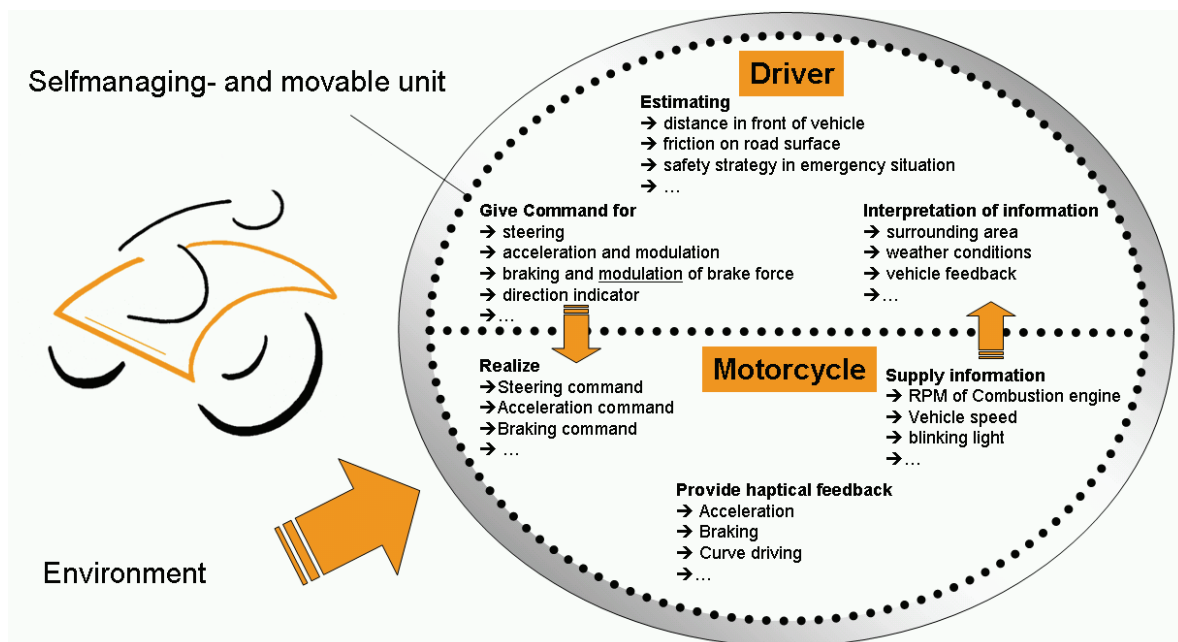 Selfmanaging- and movable unit
Driver
Estimating
→ distance in front of vehicle
→ friction on road surface
→ safety strategy in emergency situation
→ …
Give Command for
→ steering
→ acceleration and modulation
→ braking and modulation of brake force
→ direction indicator
→…
Interpretation of information
→ surrounding area
→ weather conditions
→ vehicle feedback
→…
Motorcycle
Realize
→Steering command
→Acceleration command
→Braking command
→ …
Supply information
→ RPM of Combustion engine
→ Vehicle speed
→ blinking light
→…
Provide haptical feedback
→ Acceleration
→ Braking
→ Curve driving
→…
Environment